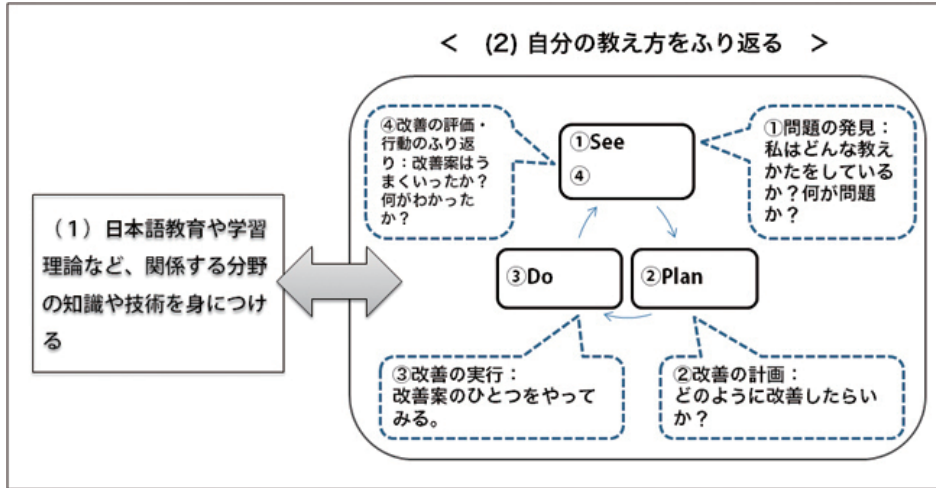 < (2) 自分の教え方をふり返る >
（１）日本語教育や学習
理論など、関係する分野
の知識や技術を身につけ
る
①See
④
①問題の発見：
私はどんな教え
かたをしている
か？何が問題
か？
②Plan
②改善の計画：
どのように改善したらい
か？
③Do
③改善の実行：
改善案のひとつをやって
みる。
④改善の評価・
行動のふり返
り：改善案はう
まくいったか？
何がわかった
か？